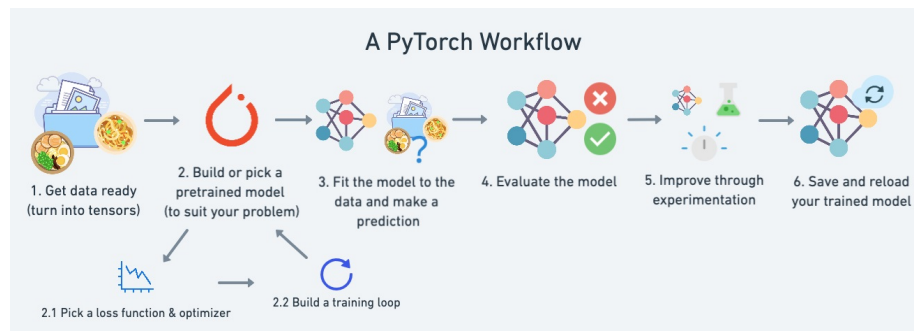 A PyTorch Workflow
1. Get data ready
(turn into tensors)
2. Build or pick a
pretrained model
(to suit your problem)
3. Fit the model to the
data and make a
prediction
4. Evaluate the model
5. Improve through
experimentation
6. Save and reload
your trained model
2.1 Pick a loss function & optimizer
2.2 Build a training loop